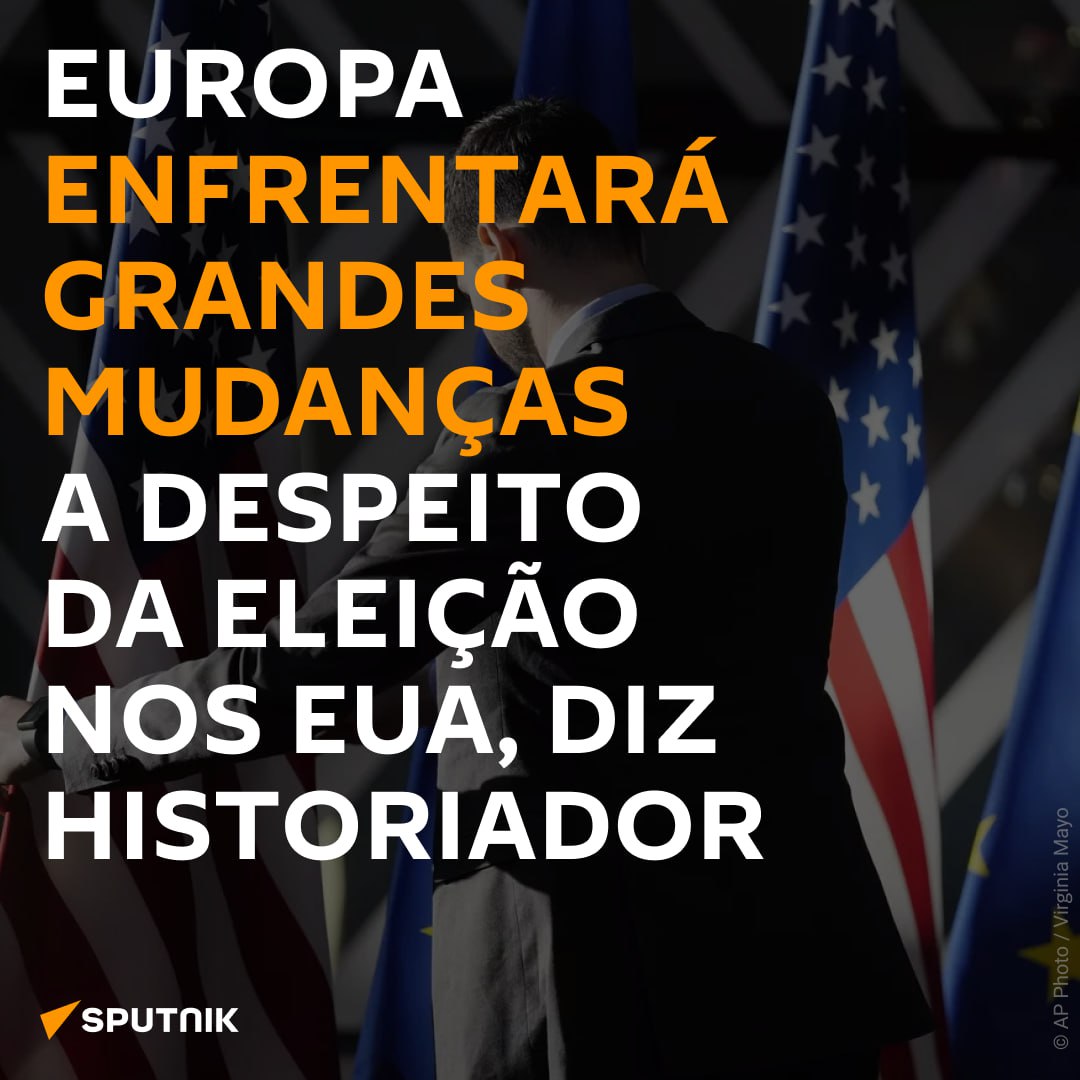 EUROPA
ENFRENTARÁ
GRANDES
MUDANÇAS
A DESPEITO
DA ELEIÇÃO
NOS EUA, DIZ
HISTORIADOR
SPUTNIK
© AP Photo / Virginia Mayo